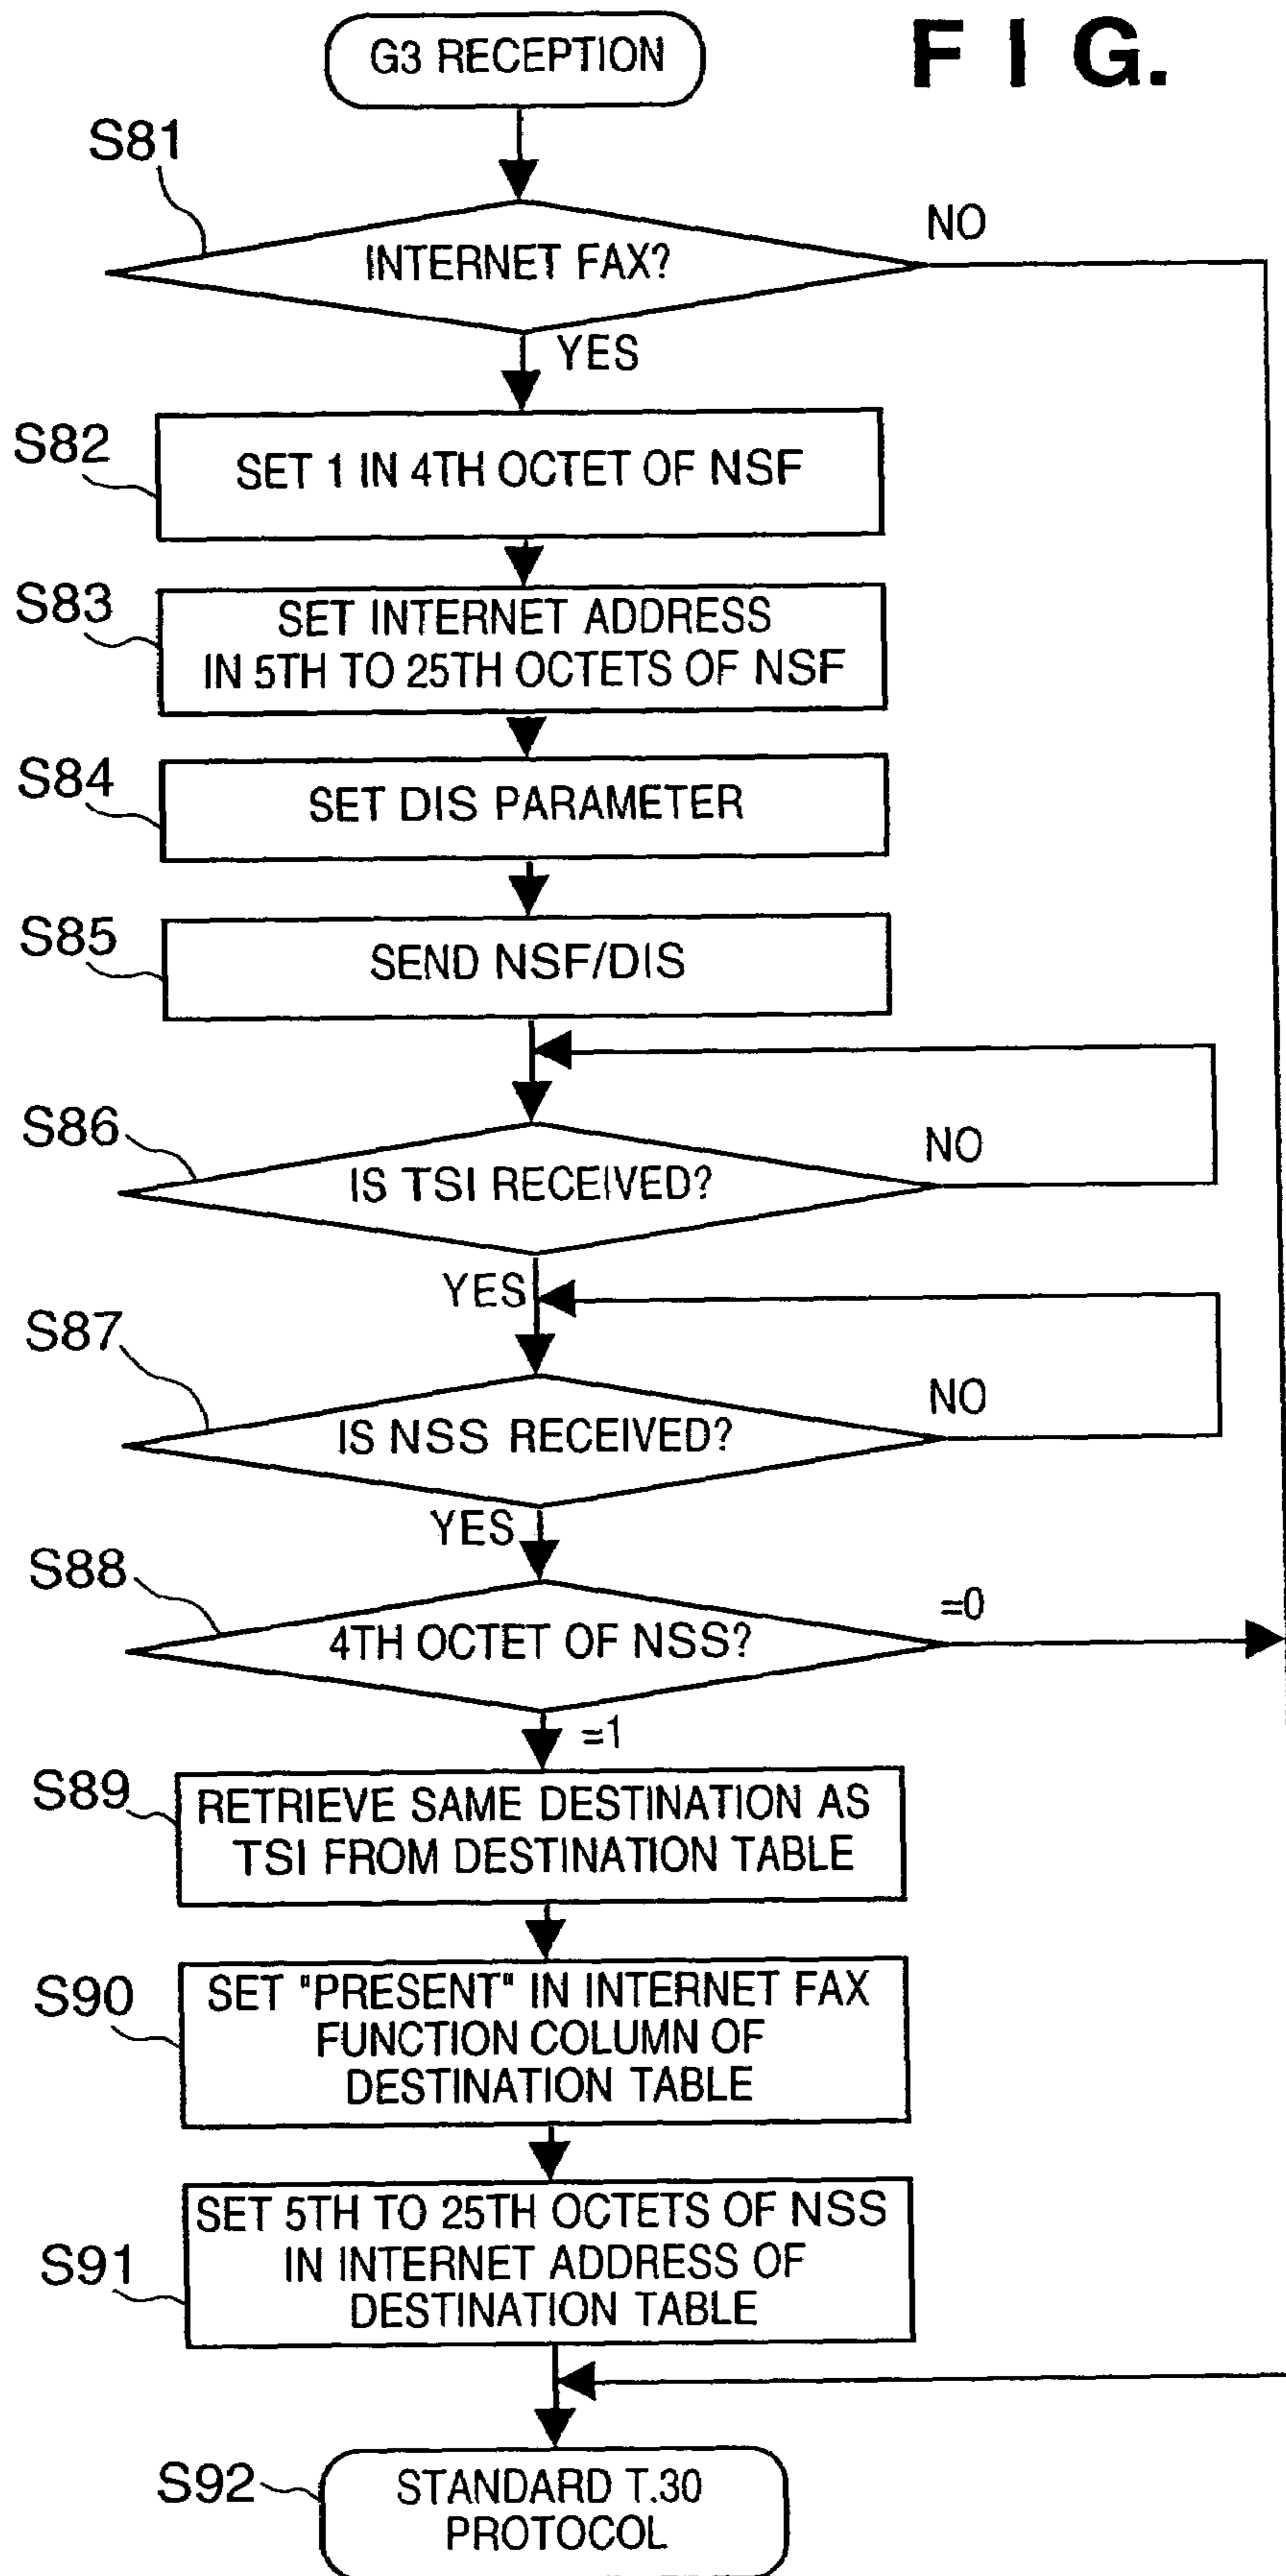 G3 RECEPTION
F I G.
S81
INTERNET FAX?
NO
YES
S82
SET 1 IN 4TH OCTET OF NSF
S83
SET INTERNET ADDRESS
IN 5TH TO 25TH OCTETS OF NSF
S84
SET DIS PARAMETER
S85
SEND NSF/DIS
S86
IS TSI RECEIVED?
NO
YES
S87
IS NSS RECEIVED?
NO
YES
S88
4TH OCTET OF NSS?
=0
=1
S89
RETRIEVE SAME DESTINATION AS
TSI FROM DESTINATION TABLE
S90
SET "PRESENT" IN INTERNET FAX
FUNCTION COLUMN OF
DESTINATION TABLE
S91
SET 5TH TO 25TH OCTETS OF NSS
IN INTERNET ADDRESS OF
DESTINATION TABLE
S92
STANDARD T.30
PROTOCOL